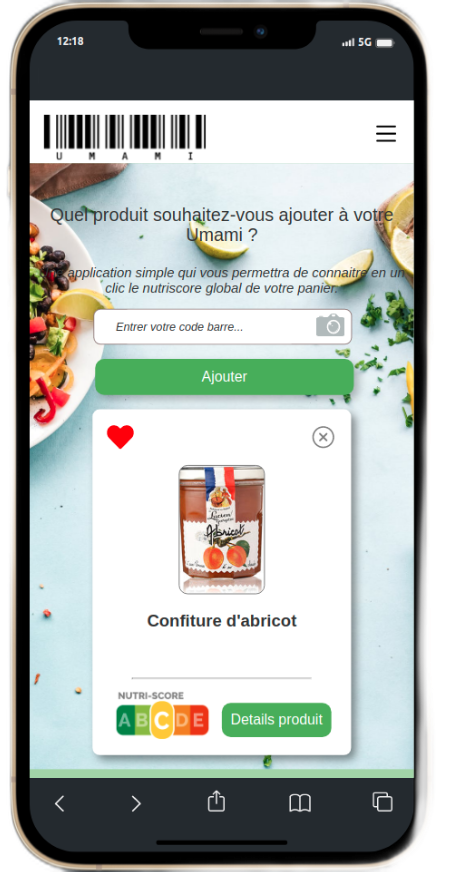 12:18
5G
U M A M I
Quel produit souhaitez-vous ajouter à votre
Umami ?
application simple qui vous permettra de connaitre en un
clic le nutriscore global de votre panier.
Entrer votre code barre...
Ajouter
Abricot
Confiture d'abricot
NUTRI-SCORE
A B C D E
Details produit